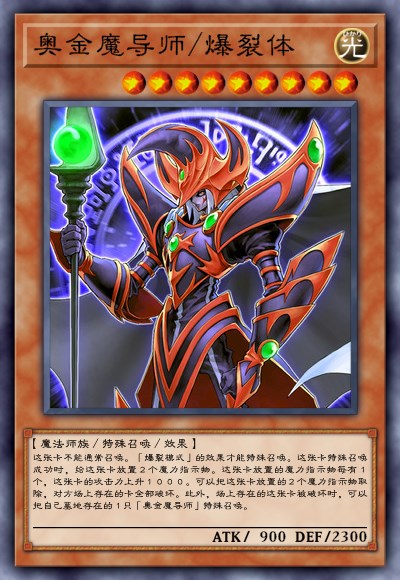 奥金魔导师/爆裂体
光
【魔法师族／特殊召唤／效果】
这张卡不能通常召唤。「爆裂模式」的效果才能特殊召唤。这张卡特殊召唤
成功时，给这张卡放置2个魔力指示物。这张卡放置的魔力指示物每有1
个，这张卡的攻击力上升1000。可以把这张卡放置的2个魔力指示物取
除，对方场上存在的卡全部破坏。此外，场上存在的这张卡被破坏时，可以
把自己墓地存在的1只「奥金魔导师」特殊召唤。
ATK/ 900 DEF/2300